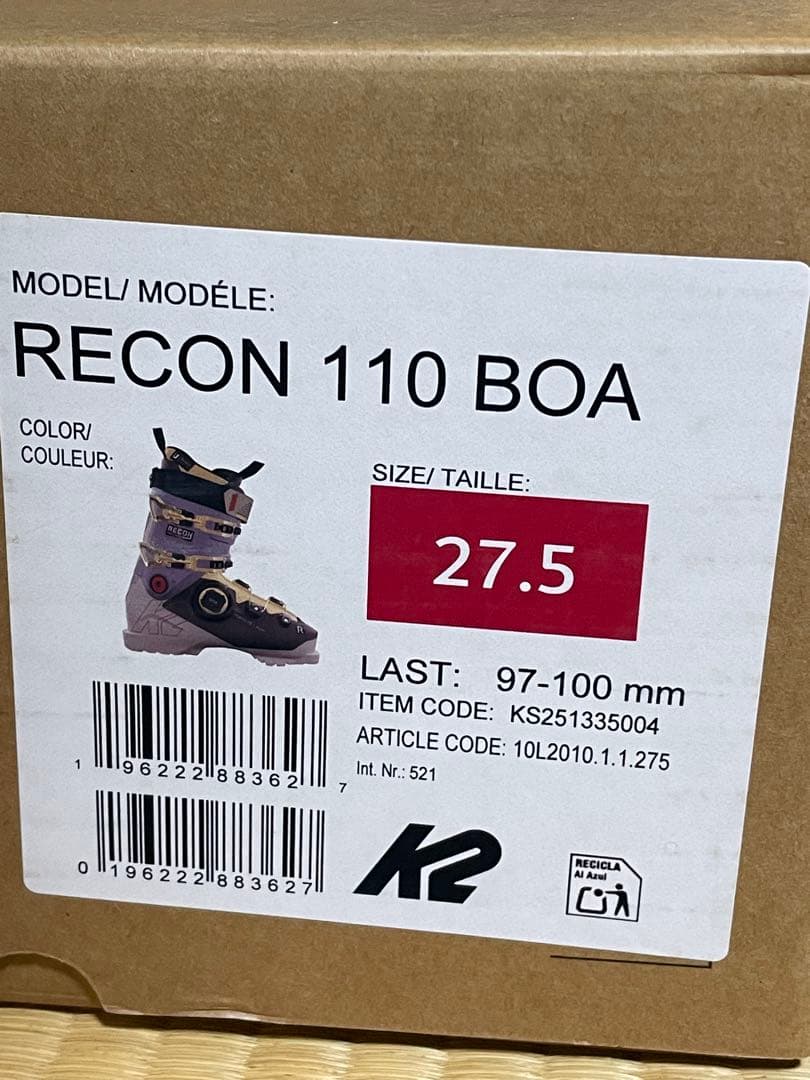 MODEL/ MODÉLE:
RECON 110 BOA
COLOR/
COULEUR:
RECON
K2
R
SIZE/ TAILLE:
27.5
LAST: 97-100 mm
ITEM CODE: KS251335004
ARTICLE CODE: 10L2010.1.1.275
Int. Nr.: 521
1 96222 88362 7
0 196222 883627
K2
RECICLA
Al Azul